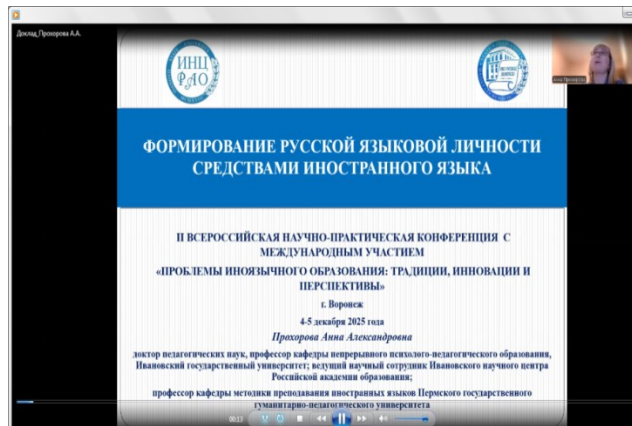 Доклад_Прохорова А.А.
ИНЦ
РАО
ФОРМИРОВАНИЕ РУССКОЙ ЯЗЫКОВОЙ ЛИЧНОСТИ
СРЕДСТВАМИ ИНОСТРАННОГО ЯЗЫКА
II ВСЕРОССИЙСКАЯ НАУЧНО-ПРАКТИЧЕСКАЯ КОНФЕРЕНЦИЯ С
МЕЖДУНАРОДНЫМ УЧАСТИЕМ
«ПРОБЛЕМЫ ИНОЯЗЫЧНОГО ОБРАЗОВАНИЯ: ТРАДИЦИИ, ИННОВАЦИИ И
ПЕРСПЕКТИВЫ»
г. Воронеж
4-5 декабря 2025 года
Прохорова Анна Александровна
доктор педагогических наук, профессор кафедры непрерывного психолого-педагогического образования,
Ивановский государственный университет; ведущий научный сотрудник Ивановского научного центра
Российской академии образования;
профессор кафедры методики преподавания иностранных языков Пермского государственного
гуманитарно-педагогического университета
00:13